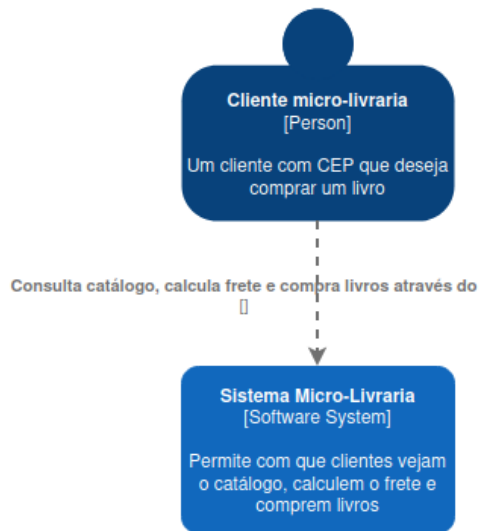 Cliente micro-livraria
[Person]
Um cliente com CEP que deseja
comprar um livro
Consulta catálogo, calcula frete e compra livros através do
[]
Sistema Micro-Livraria
[Software System]
Permite com que clientes vejam
o catálogo, calculem o frete e
comprem livros